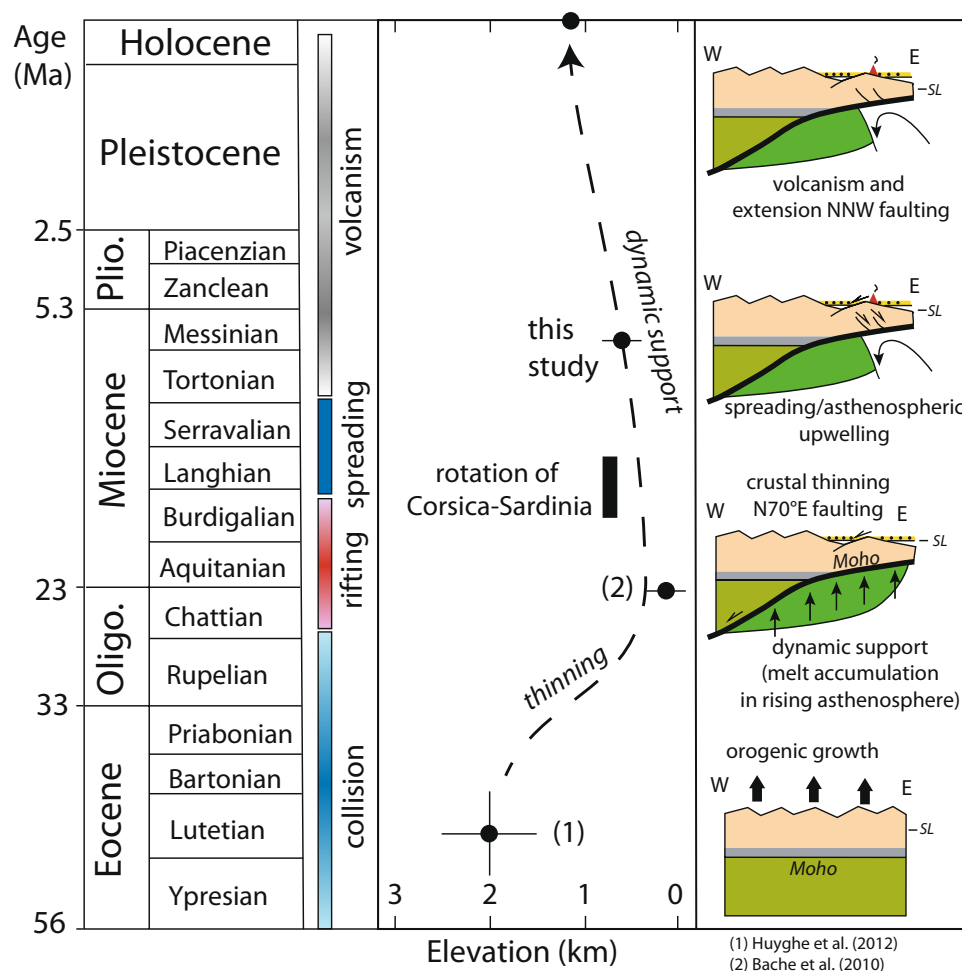 Age
(Ma)
Holocene
Pleistocene
2.5
Plio.
Piacenzian
Zanclean
5.3
Miocene
Messinian
Tortonian
Serravalian
Langhian
Burdigalian
Aquitanian
23
Oligo.
Chattian
Rupelian
33
Eocene
Priabonian
Bartonian
Lutetian
Ypresian
56
volcanism
spreading
rifting
collision
dynamic support
this
study
rotation of
Corsica-Sardinia
(2)
thinning
(1)
3
2
1
0
Elevation (km)
W
E
SL
volcanism and
extension NNW faulting
W
E
spreading/asthenospheric
upwelling
crustal thinning
N70°E faulting
W
E
SL
Moho
dynamic support
(melt accumulation
in rising asthenosphere)
orogenic growth
W
E
SL
Moho
(1) Huyghe et al. (2012)
(2) Bache et al. (2010)